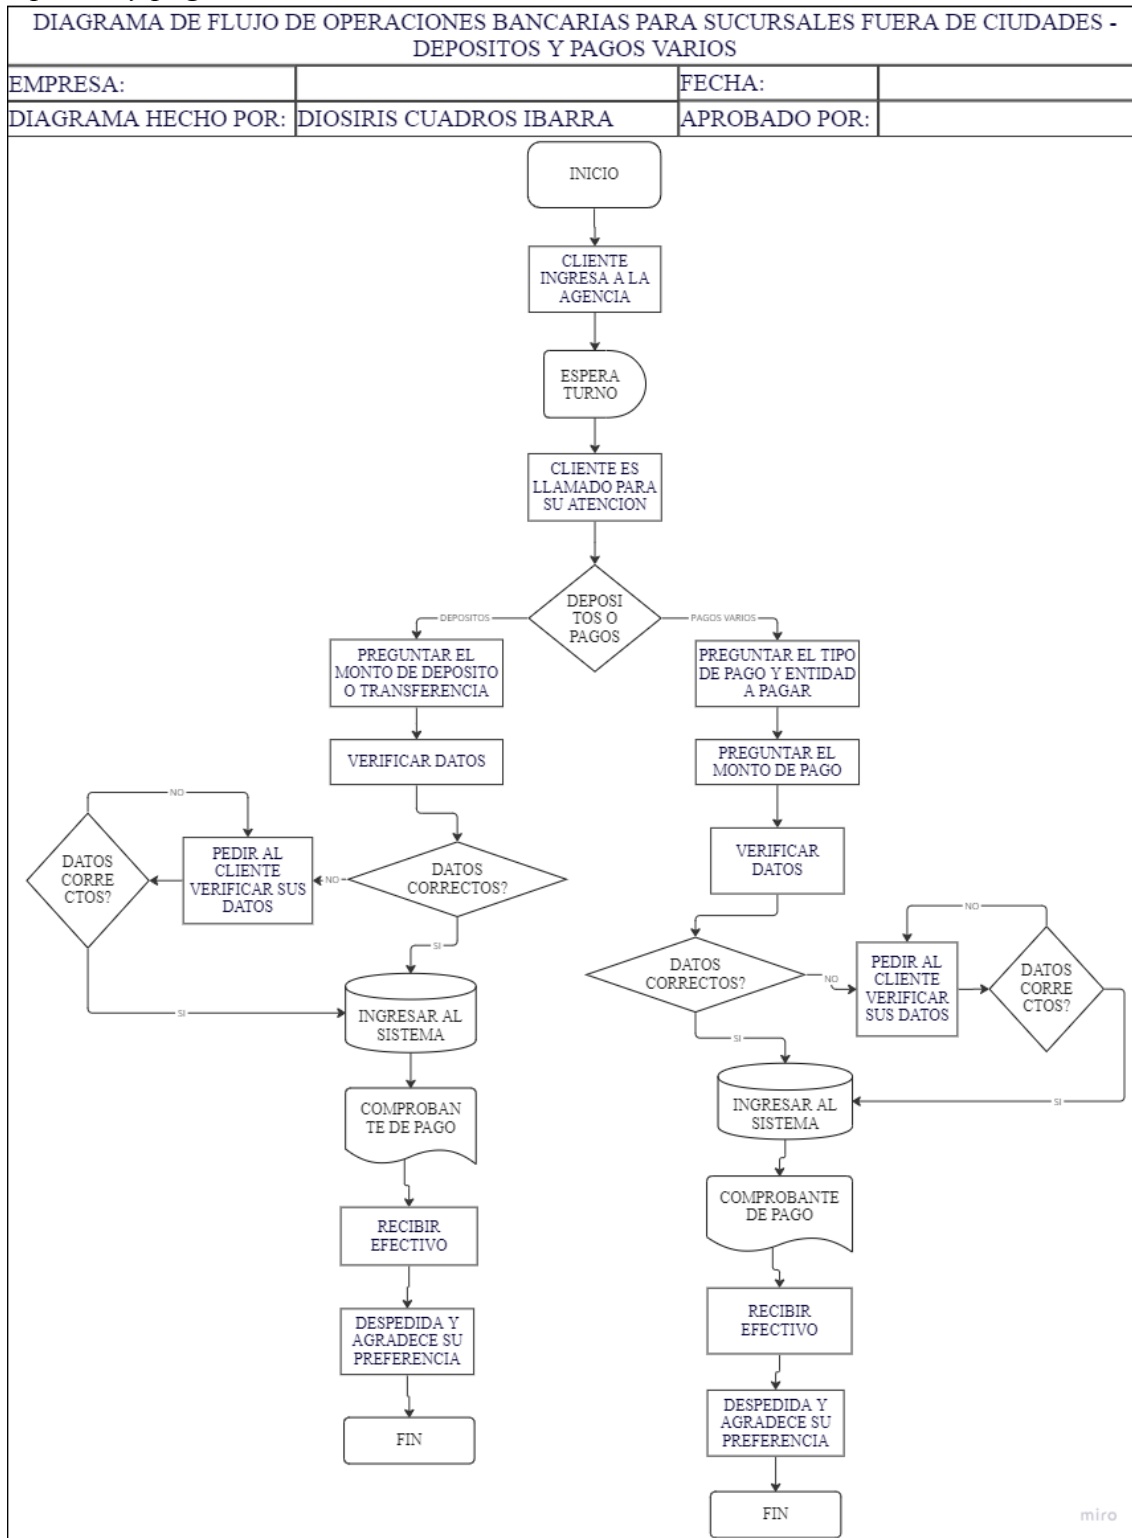 DIAGRAMA DE FLUJO DE OPERACIONES BANCARIAS PARA SUCURSALES FUERA DE CIUDADES -
DEPOSITOS Y PAGOS VARIOS
EMPRESA:
FECHA:
DIAGRAMA HECHO POR:
DIOSIRIS CUADROS IBARRA
APROBADO POR:
INICIO
CLIENTE
INGRESA A LA
AGENCIA
ESPERA
TURNO
CLIENTE ES
LLAMADO PARA
SU ATENCION
DEPOSI
TOS O
PAGOS
DEPOSITOS
PREGUNTAR EL
MONTO DE DEPOSITO
O TRANSFERENCIA
VERIFICAR DATOS
DATOS
CORRECTOS?
NO
PEDIR AL
CLIENTE
VERIFICAR SUS
DATOS
DATOS
CORRE
CTOS?
NO
SI
SI
INGRESAR AL
SISTEMA
COMPROBAN
TE DE PAGO
RECIBIR
EFECTIVO
DESPEDIDA Y
AGRADECE SU
PREFERENCIA
FIN
PAGOS VARIOS
PREGUNTAR EL TIPO
DE PAGO Y ENTIDAD
A PAGAR
PREGUNTAR EL
MONTO DE PAGO
VERIFICAR
DATOS
DATOS
CORRECTOS?
NO
PEDIR AL
CLIENTE
VERIFICAR
SUS DATOS
DATOS
CORRE
CTOS?
NO
SI
SI
INGRESAR AL
SISTEMA
COMPROBANTE
DE PAGO
RECIBIR
EFECTIVO
DESPEDIDA Y
AGRADECE SU
PREFERENCIA
FIN
miro